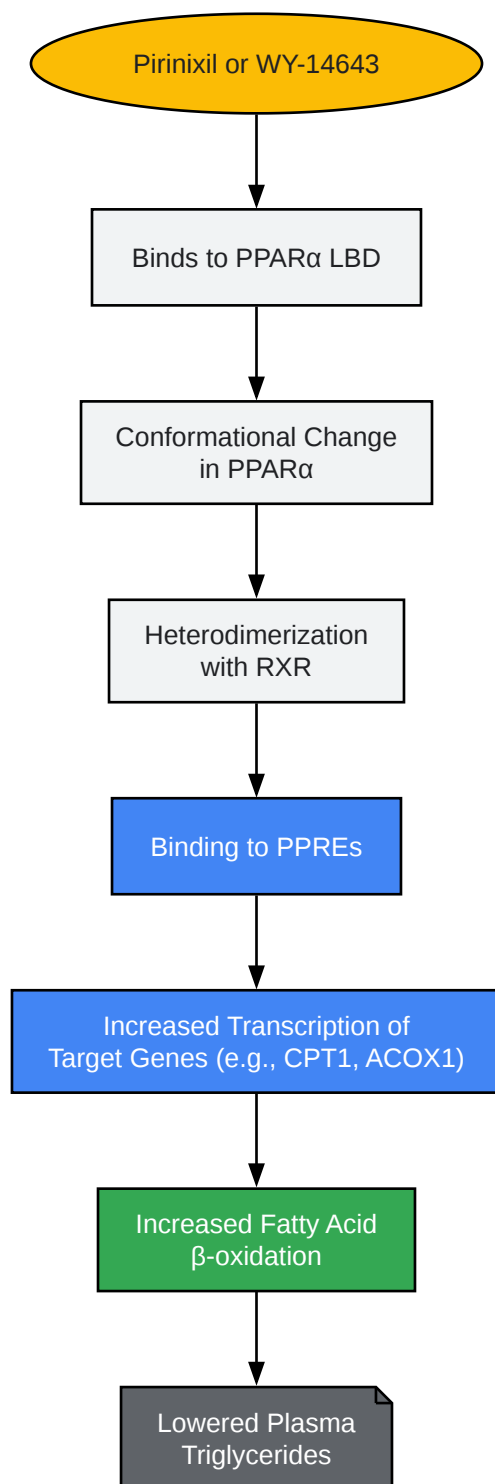 Pirinixil or WY-14643
Binds to PPARα LBD
Conformational Change
in PPARα
Heterodimerization
with RXR
Binding to PPREs
Increased Transcription of
Target Genes (e.g., CPT1, ACOX1)
Increased Fatty Acid
β-oxidation
Lowered Plasma
Triglycerides